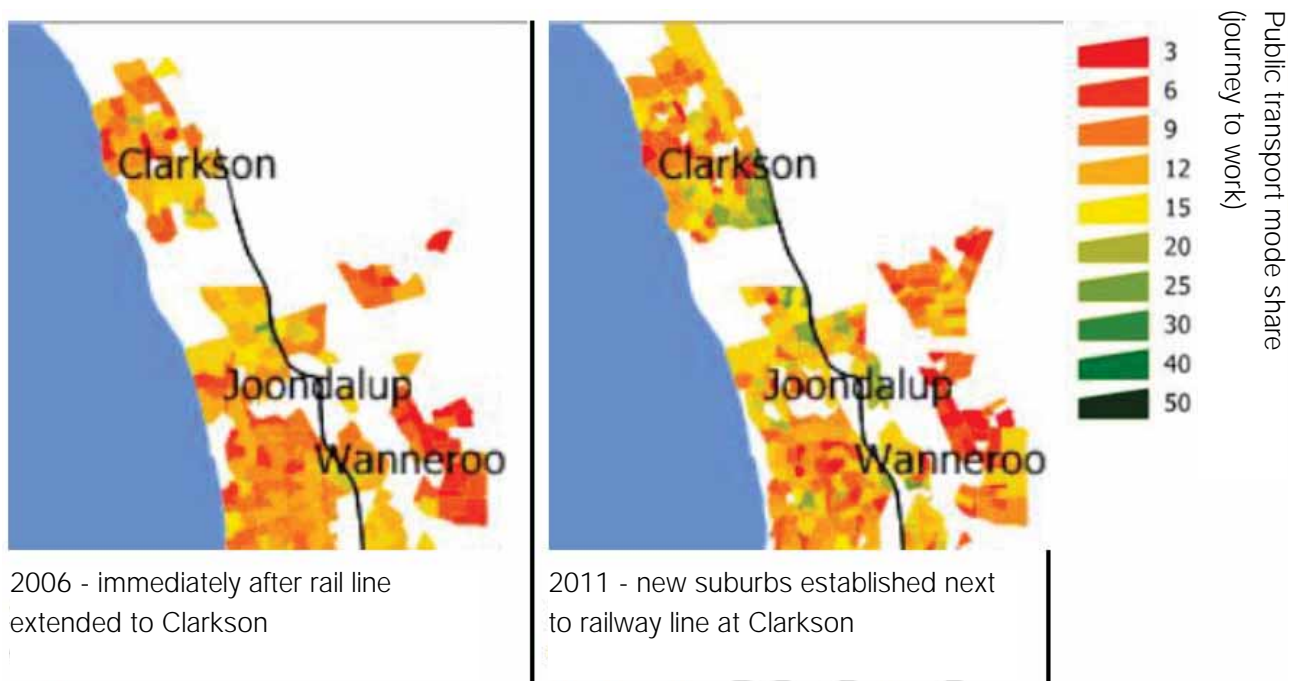 Clarkson
Joondalup
Wanneroo
2006 - immediately after rail line
extended to Clarkson
Clarkson
Joondalup
Wanneroo
2011 - new suburbs established next
to railway line at Clarkson
3
6
9
12
15
20
25
30
40
50
Public transport mode share
(journey to work)